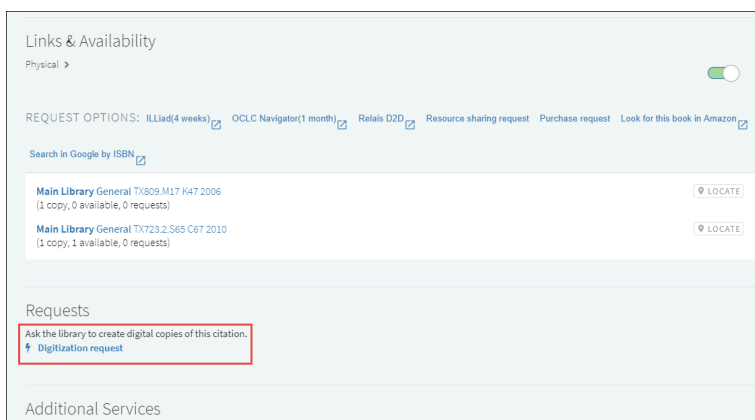 Links & Availability
Physical >
REQUEST OPTIONS: ILLiad(4 weeks) OCLC Navigator(1 month) Relais D2D Resource sharing request Purchase request Look for this book in Amazon
Search in Google by ISBN
Main Library General TX809.M17 K47 2006
LOCATE
(1 copy, 0 available, 0 requests)
Main Library General TX723.2.S65 C67 2010
LOCATE
(1 copy, 1 available, 0 requests)
Requests
Ask the library to create digital copies of this citation.
Digitization request
Additional Services